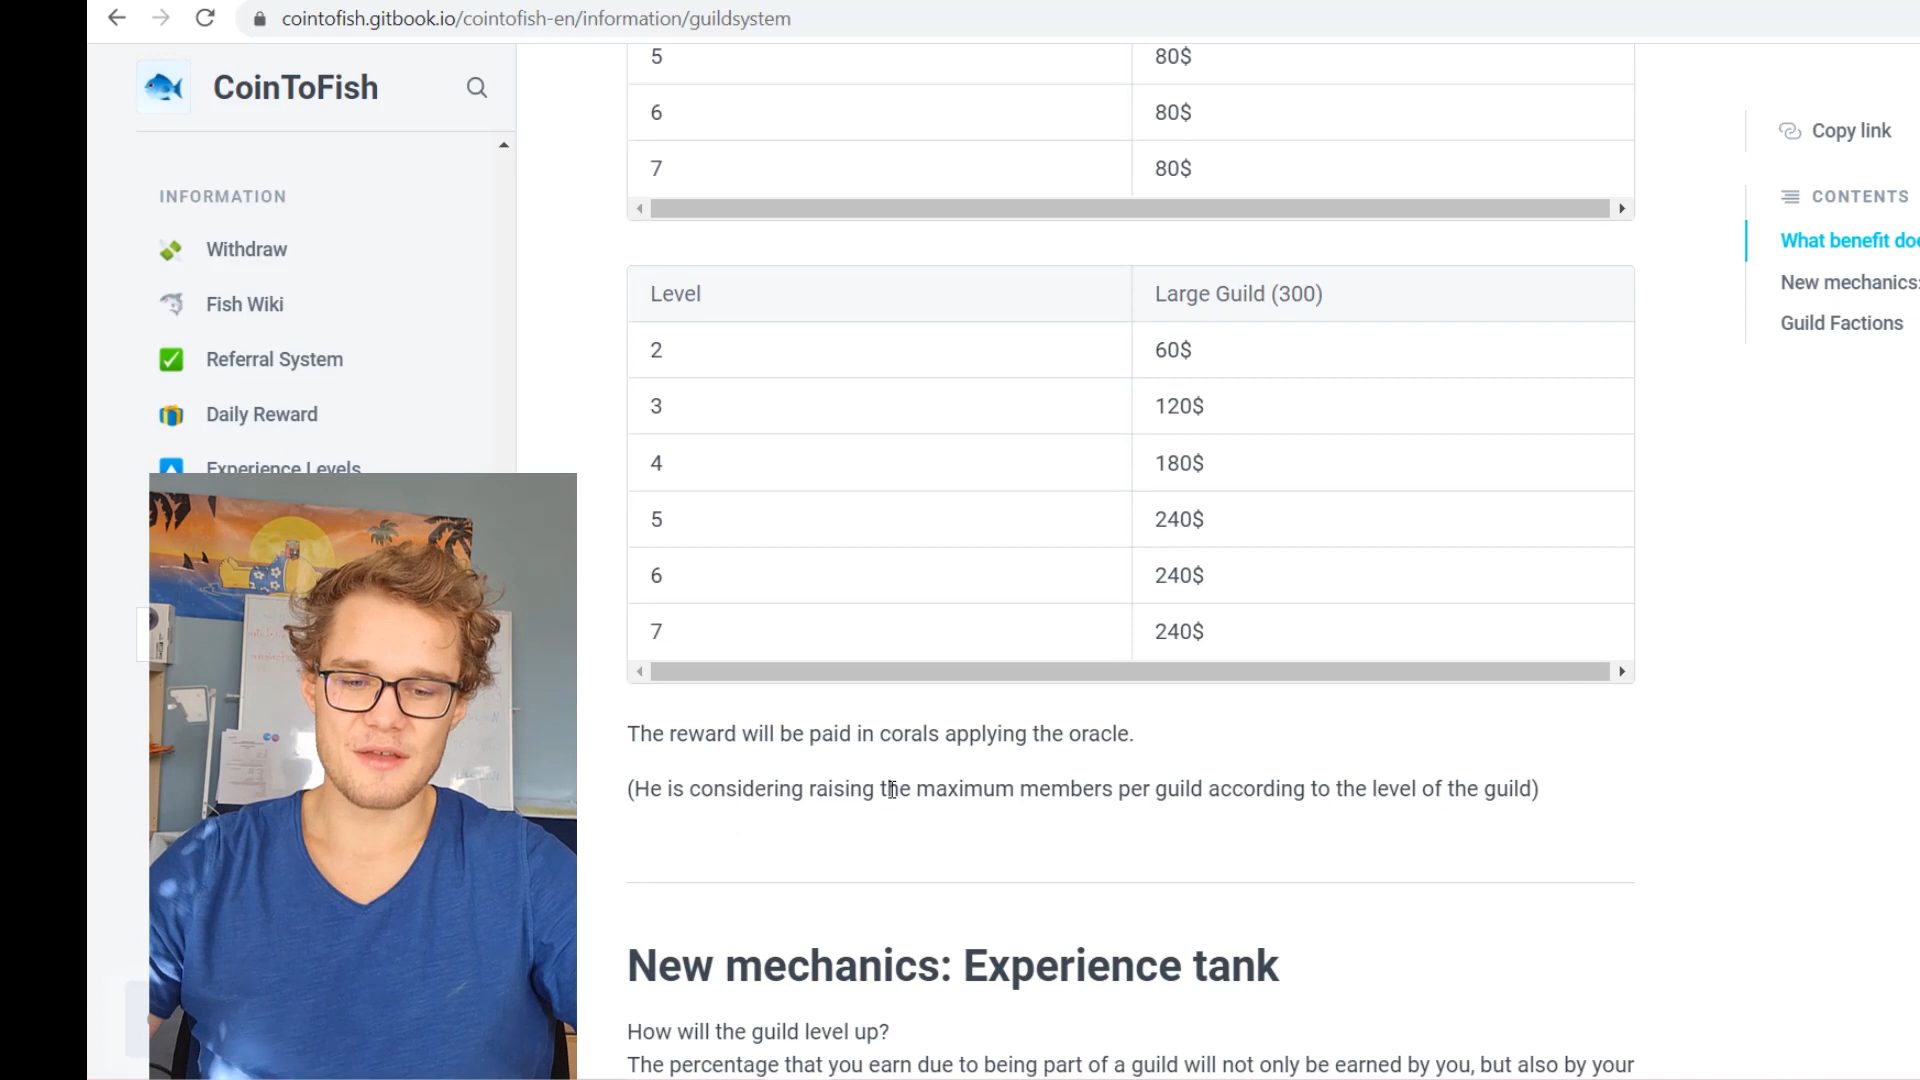 cointofish.gitbook.io/cointofish-en/information/guildsystem
CoinToFish
INFORMATION
Withdraw
Fish Wiki
Referral System
Daily Reward
Experience Levels
5 80$
6 80$
7 80$
Level Large Guild (300)
2 60$
3 120$
4 180$
5 240$
6 240$
7 240$
The reward will be paid in corals applying the oracle.
(He is considering raising the maximum members per guild according to the level of the guild)
New mechanics: Experience tank
How will the guild level up?
The percentage that you earn due to being part of a guild will not only be earned by you, but also by your
Copy link
CONTENTS
What benefit doe
New mechanics:
Guild Factions